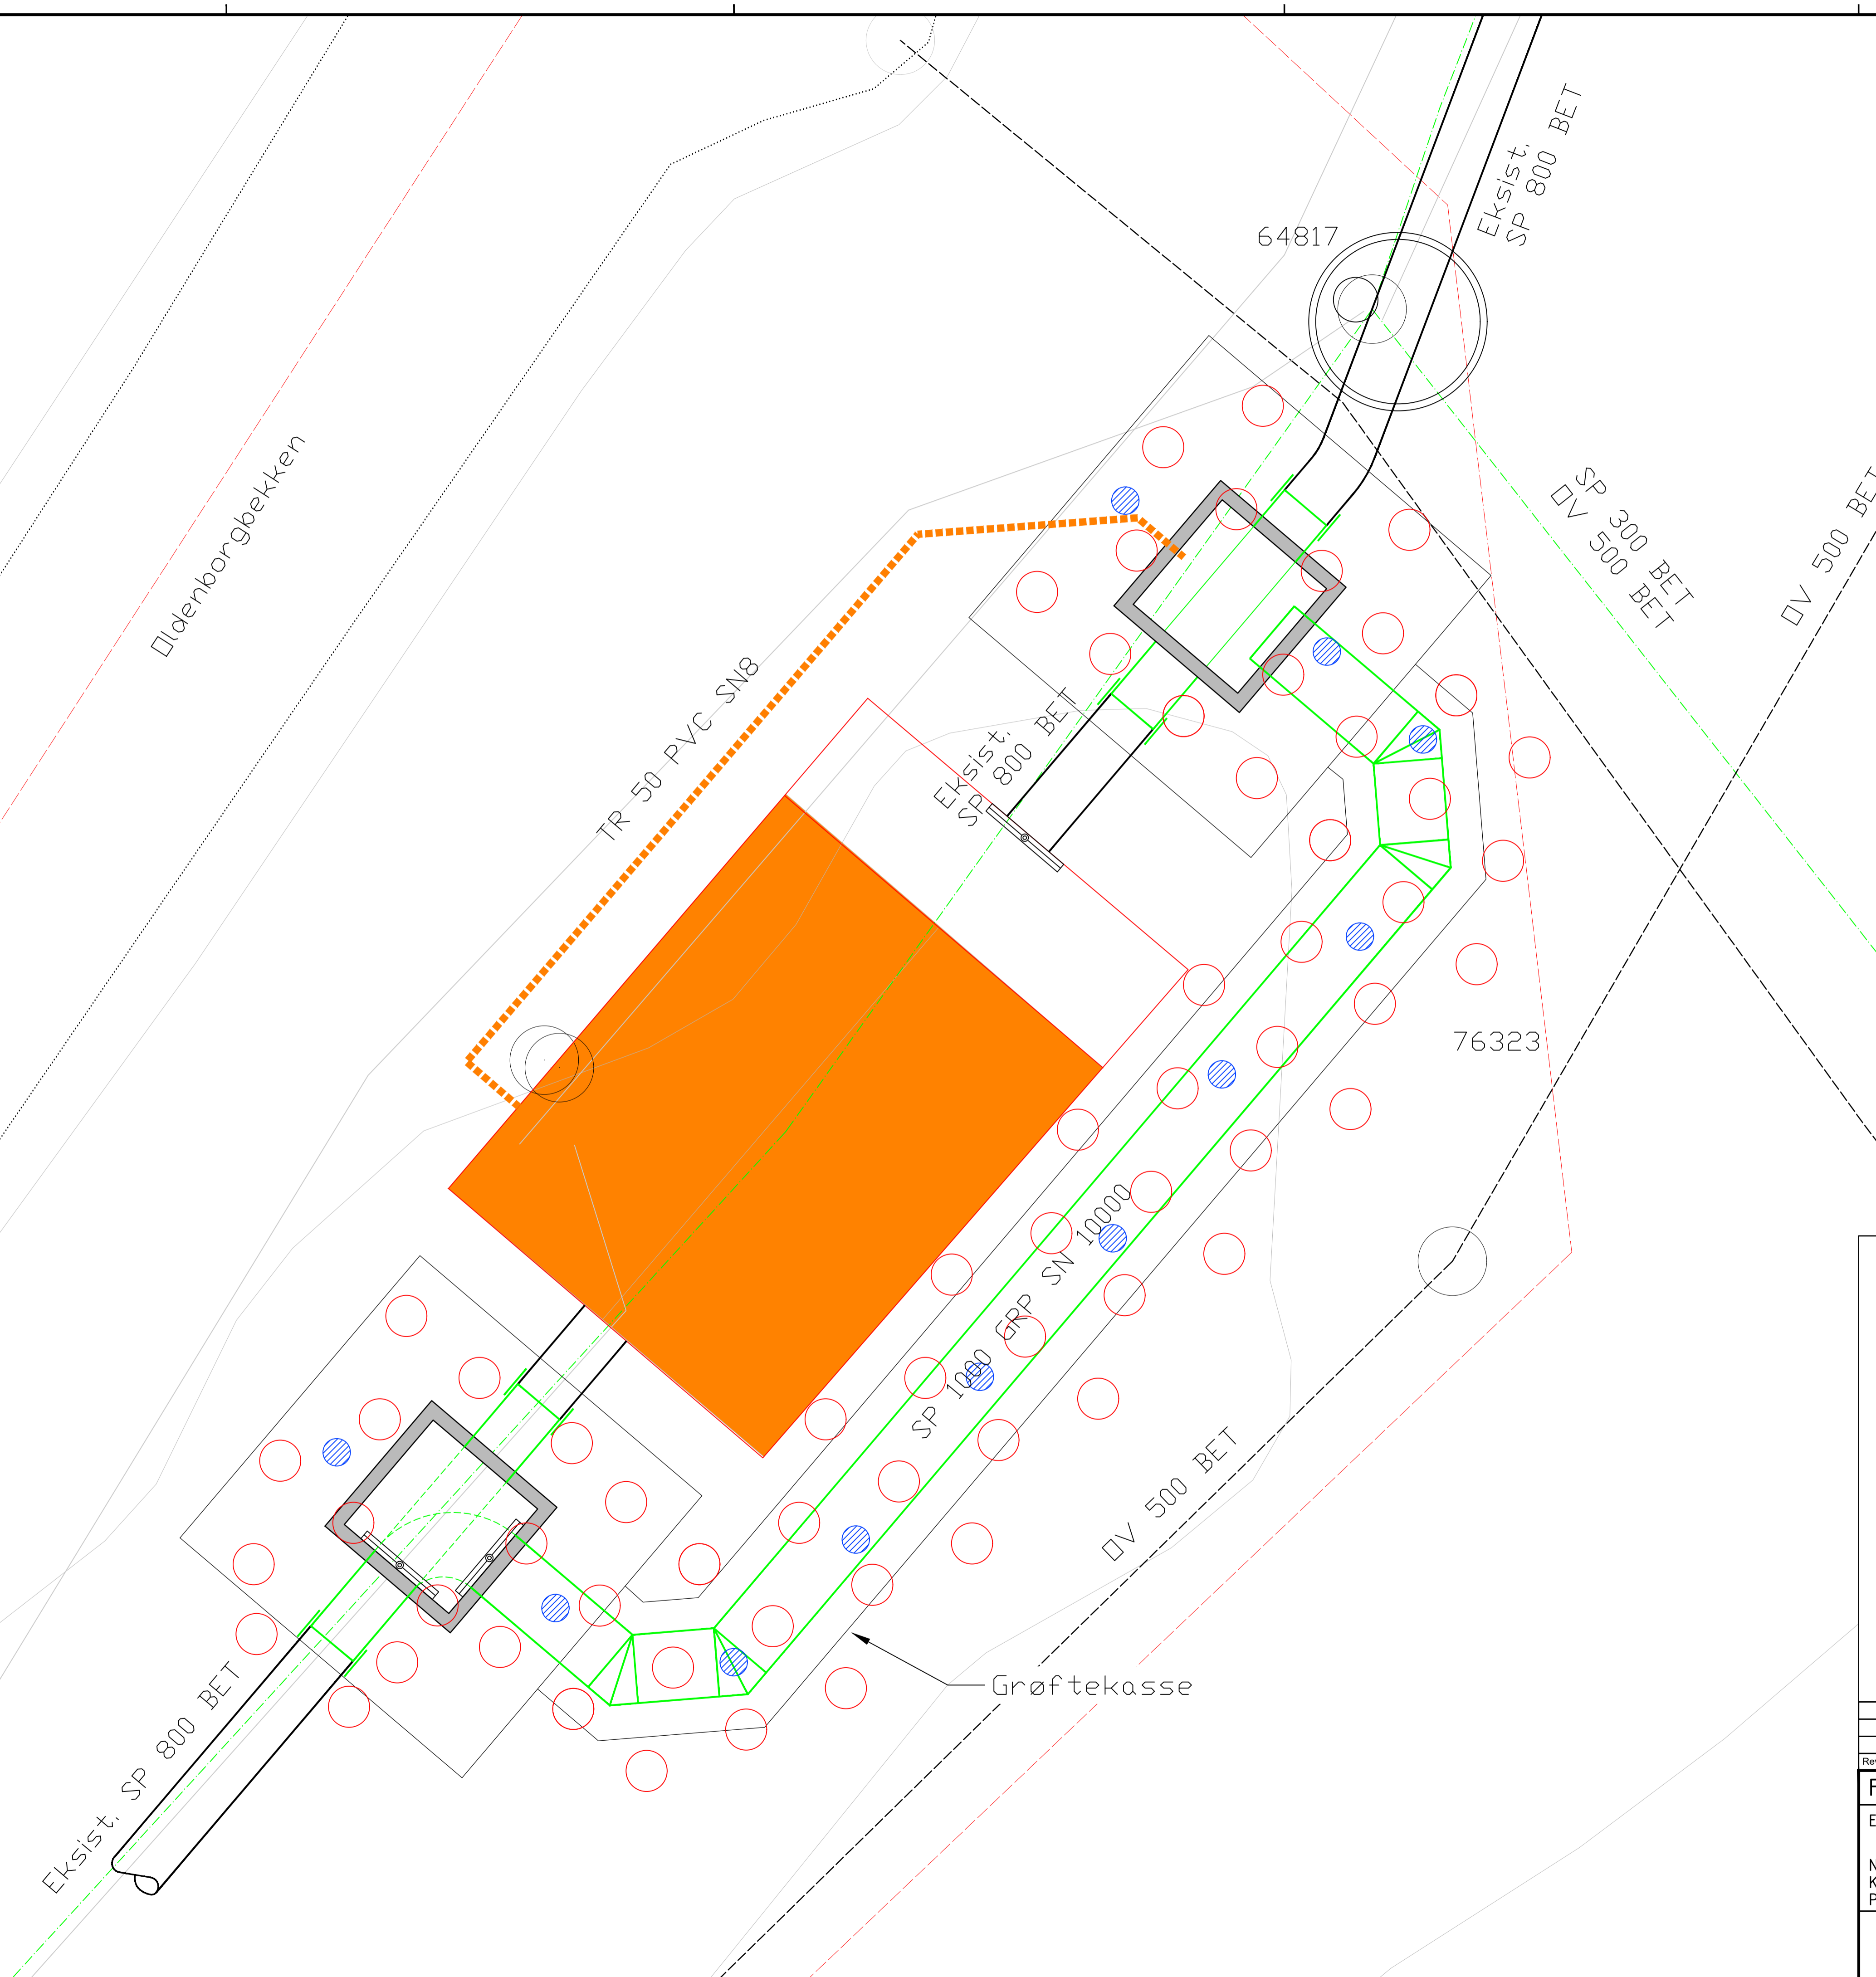 Eksist.
SP 800 BET
64817
Oldenborgbekken
SP 300 BET
OV 500 BET
OV 500 BET
TR 50 PVC SN8
Eksist.
SP 800 BET
76323
SP 1000 GRP SN 10000
OV 500 BET
Grøftekasse
Eksist. SP 800 BET
Rev